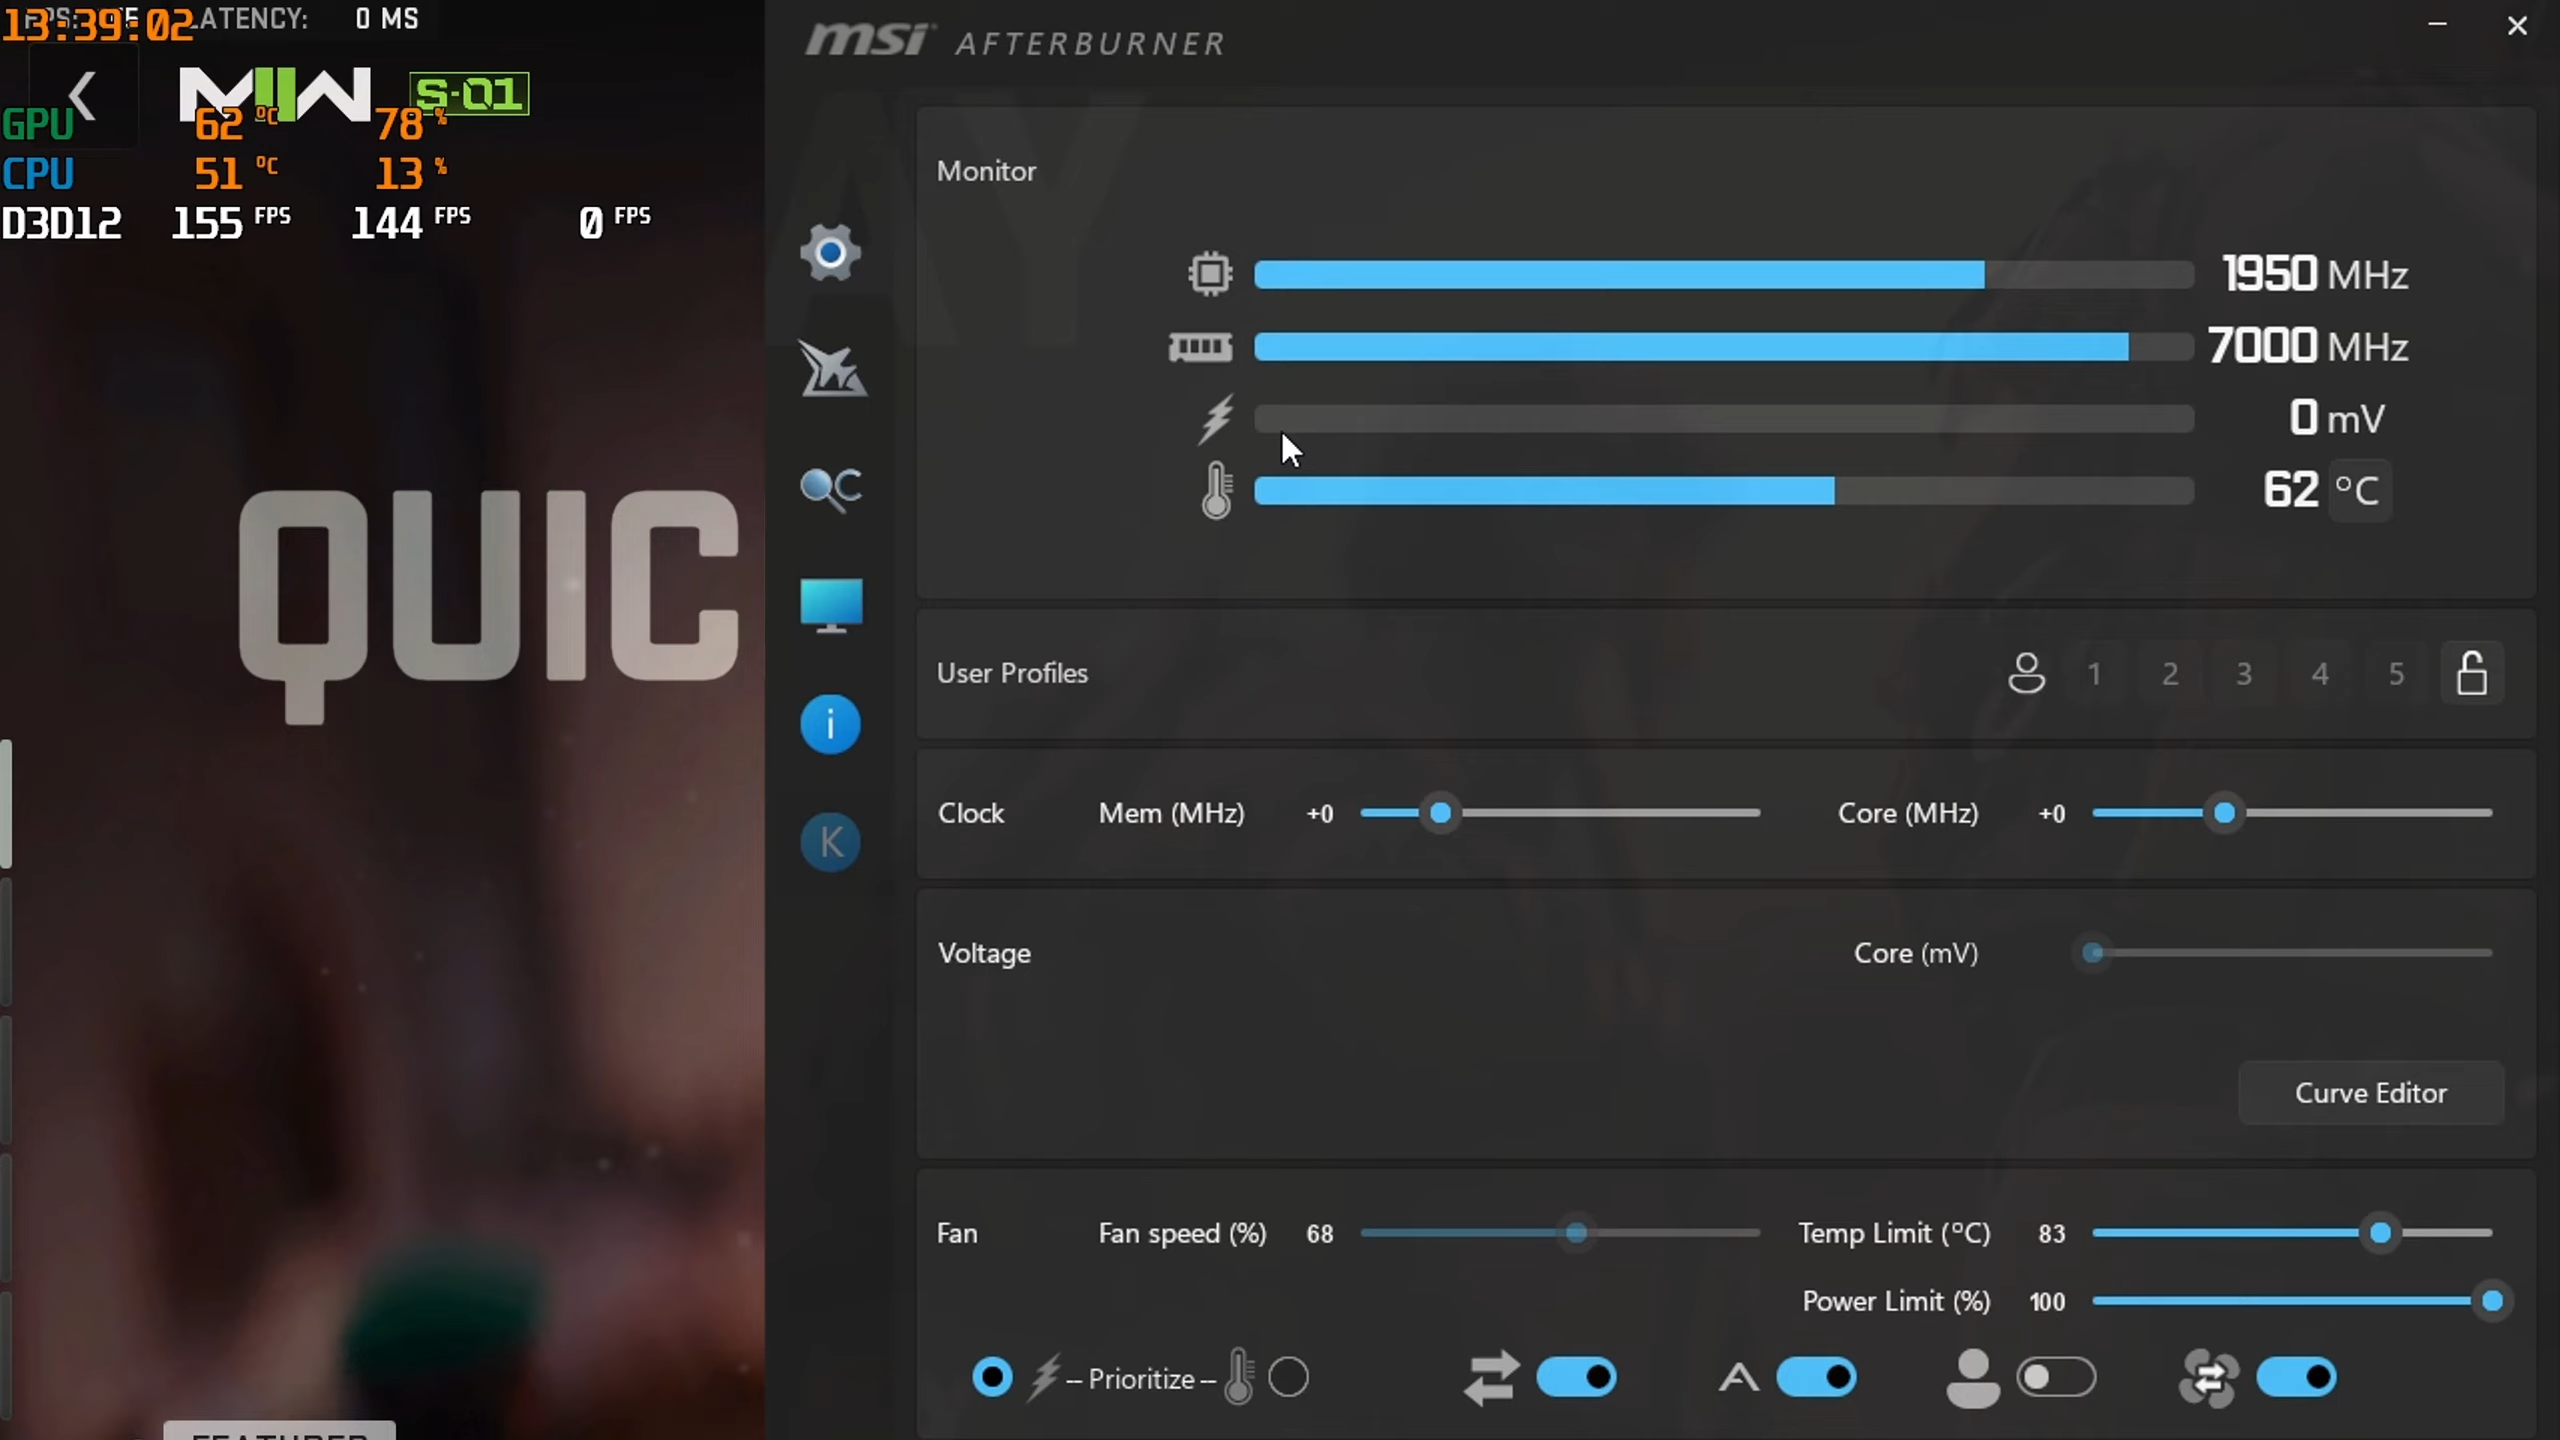 13:39:02
LATENCY: 0 MS
MIIW S-01
GPU 62 °C 78 %
CPU 51 °C 13 %
D3D12 155 FPS 144 FPS 0 FPS
QUIC
FEATURED
msi AFTERBURNER
Monitor
1950 MHz
7000 MHz
0 mV
62 °C
User Profiles 1 2 3 4 5
Clock Mem (MHz) +0 Core (MHz) +0
Voltage Core (mV)
Curve Editor
Fan Fan speed (%) 68 Temp Limit (°C) 83
Power Limit (%) 100
-- Prioritize -- A
i
K